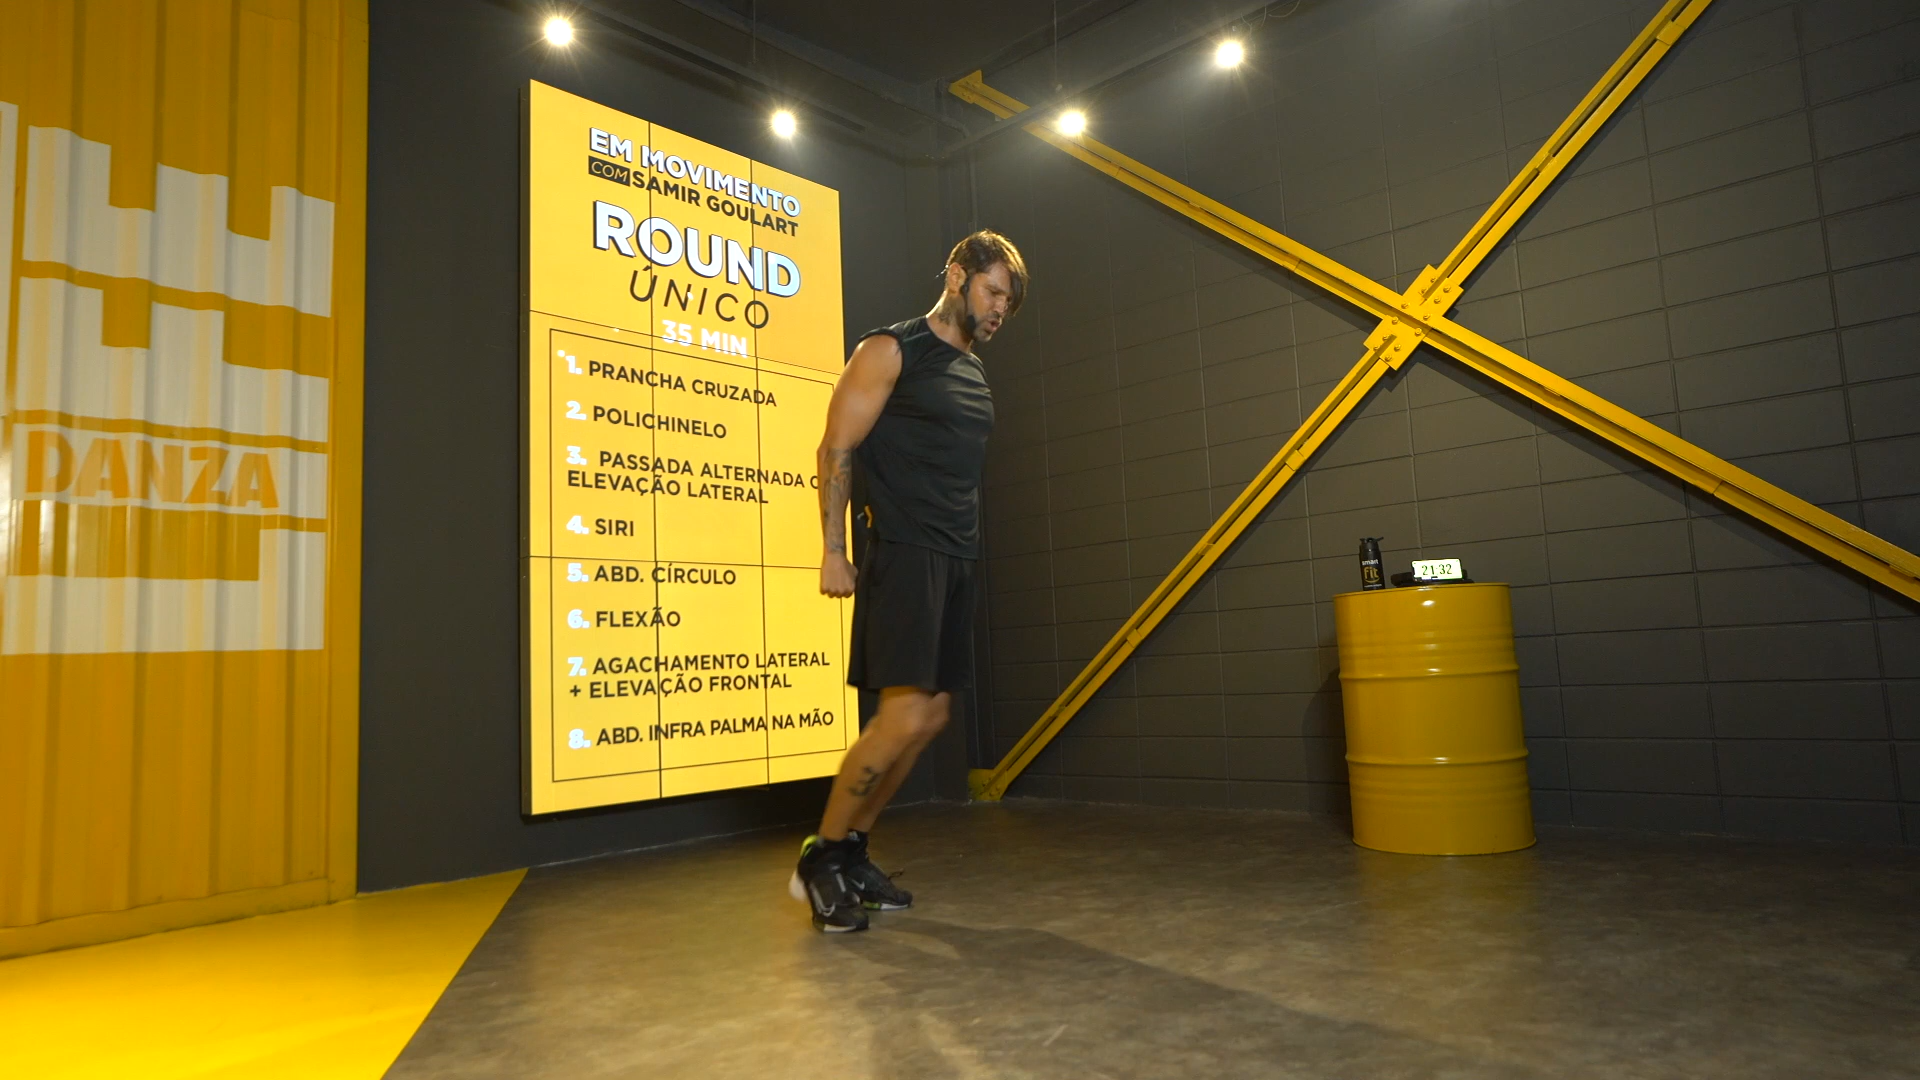 EM MOVIMENTO
COM SAMIR GOULART
ROUND
ÚNICO
35 MIN
1. PRANCHA CRUZADA
2. POLICHINELO
3. PASSADA ALTERNADA
ELEVAÇÃO LATERAL
4. SIRI
5. ABD. CÍRCULO
6. FLEXÃO
7. AGACHAMENTO LATERAL
+ ELEVAÇÃO FRONTAL
8. ABD. INFRA PALMA NA MÃO
DANZA
smart
fit
21:32